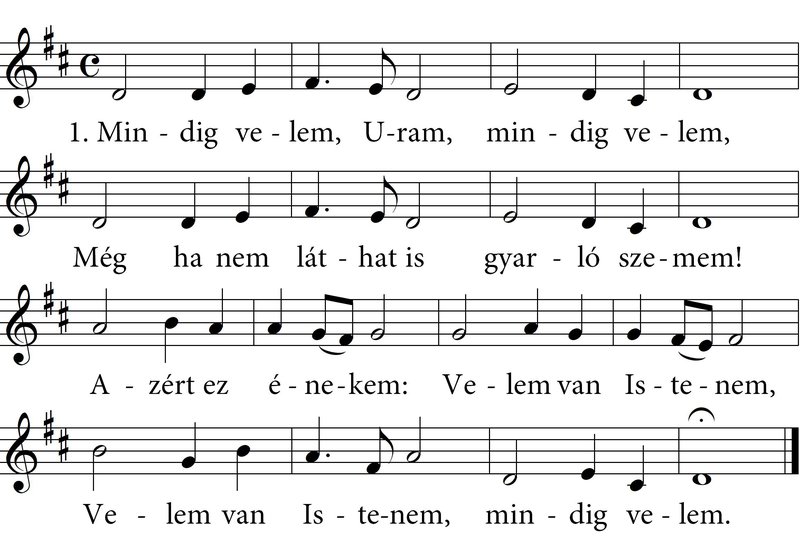 1. Min - dig ve - lem, U-ram, min - dig ve - lem,
Még ha nem lát - hat is gyar - ló sze-mem!
A - zért ez é - ne-kem: Ve - lem van Is - te - nem,
Ve - lem van Is - te-nem, min - dig ve - lem.